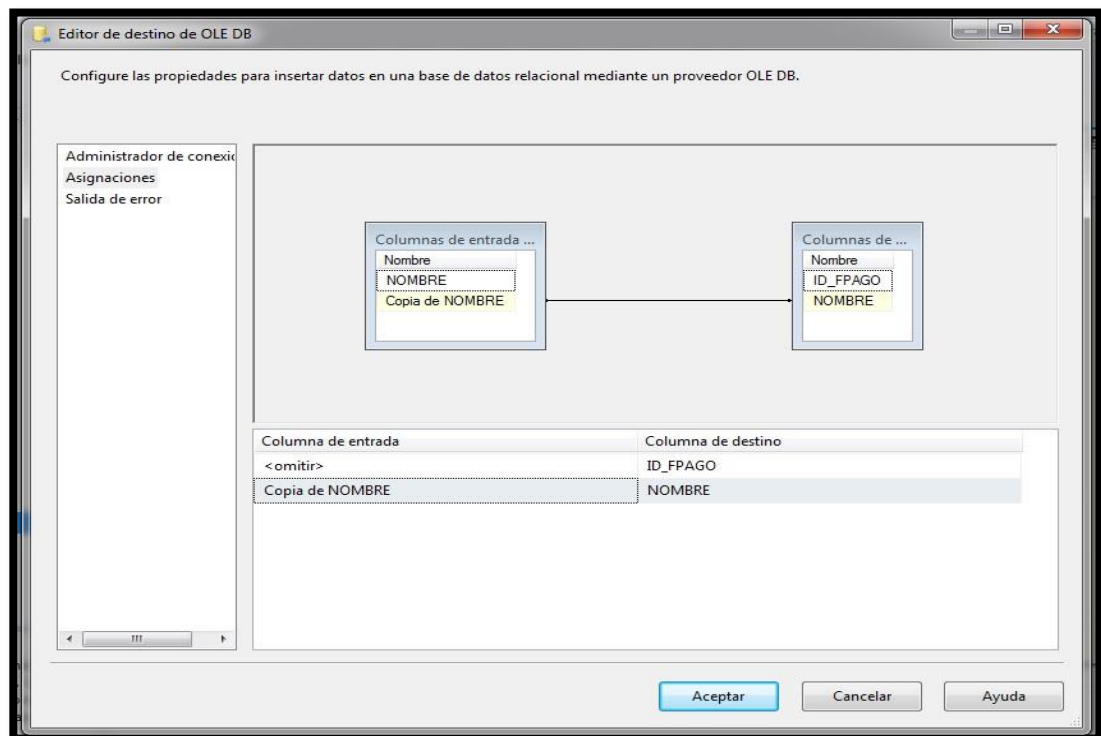 Editor de destino de OLE DB
Configure las propiedades para insertar datos en una base de datos relacional mediante un proveedor OLE DB.
Administrador de conexic
Asignaciones
Salida de error
Columnas de entrada ...
Nombre
NOMBRE
Copia de NOMBRE
Columnas de ...
Nombre
ID_FPAGO
NOMBRE
Columna de entrada Columna de destino
<omitir> ID_FPAGO
Copia de NOMBRE NOMBRE
Aceptar Cancelar Ayuda